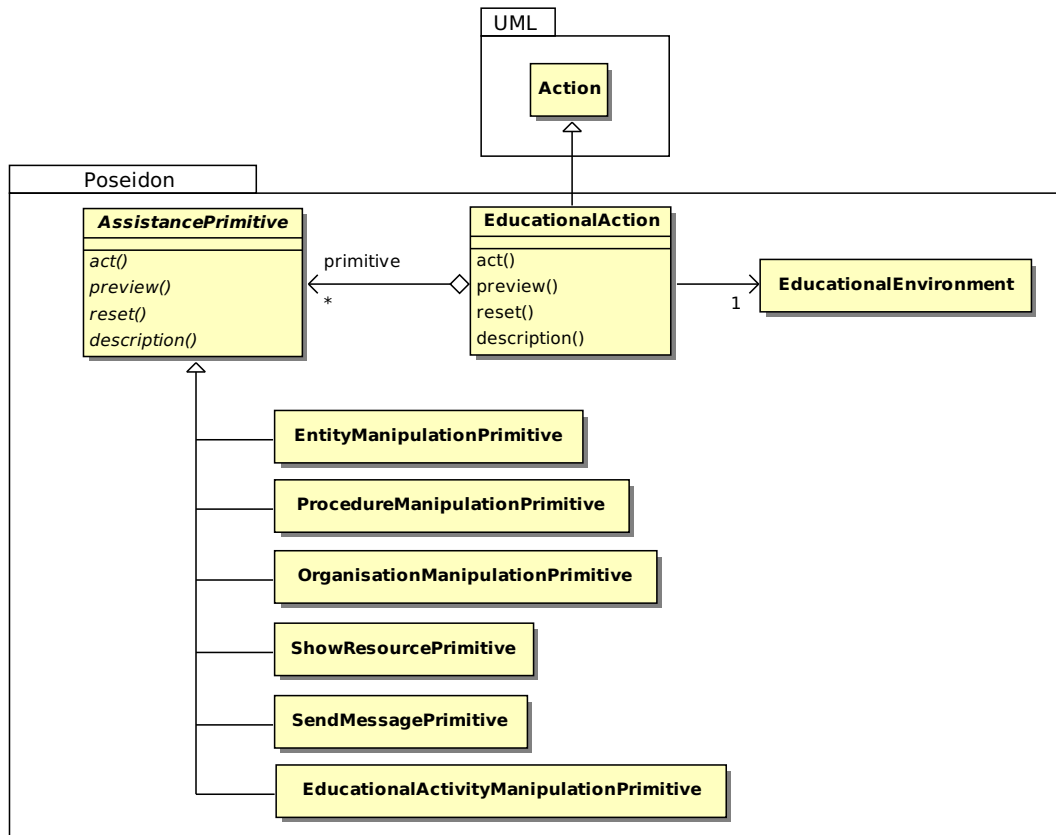 UML
Action
Poseidon
AssistancePrimitive
act()
preview()
reset()
description()
primitive
*
EducationalAction
act()
preview()
reset()
description()
1
EducationalEnvironment
EntityManipulationPrimitive
ProcedureManipulationPrimitive
OrganisationManipulationPrimitive
ShowResourcePrimitive
SendMessagePrimitive
EducationalActivityManipulationPrimitive